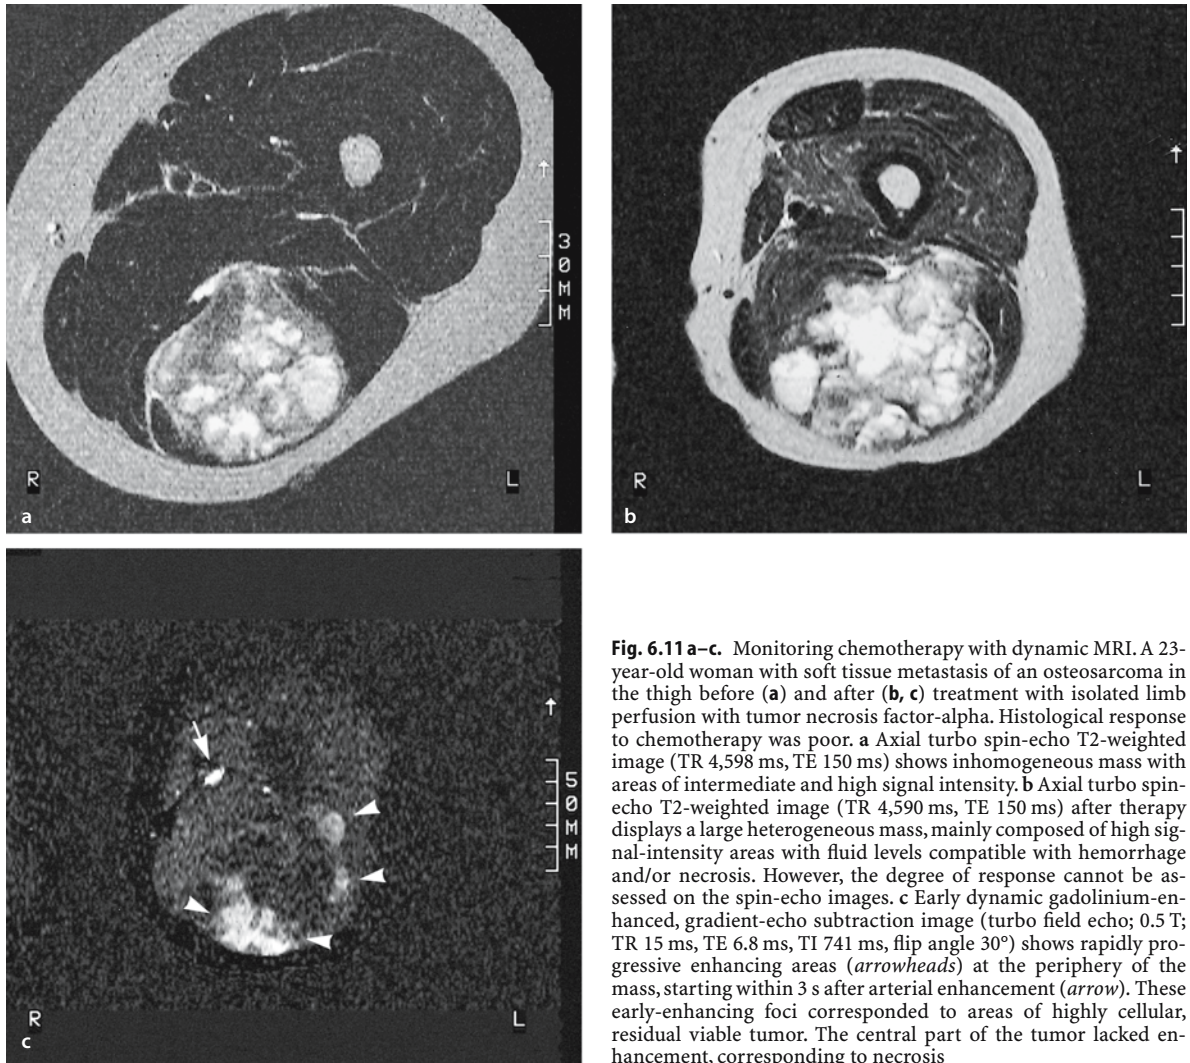 3
0
M
M
R
L
a
R
L
b
5
0
M
M
R
L
c
Fig. 6.11 a–c. Monitoring chemotherapy with dynamic MRI. A 23-
year-old woman with soft tissue metastasis of an osteosarcoma in
the thigh before (a) and after (b, c) treatment with isolated limb
perfusion with tumor necrosis factor-alpha. Histological response
to chemotherapy was poor. a Axial turbo spin-echo T2-weighted
image (TR 4,598 ms, TE 150 ms) shows inhomogeneous mass with
areas of intermediate and high signal intensity. b Axial turbo spin-
echo T2-weighted image (TR 4,590 ms, TE 150 ms) after therapy
displays a large heterogeneous mass, mainly composed of high sig-
nal-intensity areas with fluid levels compatible with hemorrhage
and/or necrosis. However, the degree of response cannot be as-
sessed on the spin-echo images. c Early dynamic gadolinium-en-
hanced, gradient-echo subtraction image (turbo field echo; 0.5 T;
TR 15 ms, TE 6.8 ms, TI 741 ms, flip angle 30°) shows rapidly pro-
gressive enhancing areas (arrowheads) at the periphery of the
mass, starting within 3 s after arterial enhancement (arrow). These
early-enhancing foci corresponded to areas of highly cellular,
residual viable tumor. The central part of the tumor lacked en-
hancement, corresponding to necrosis